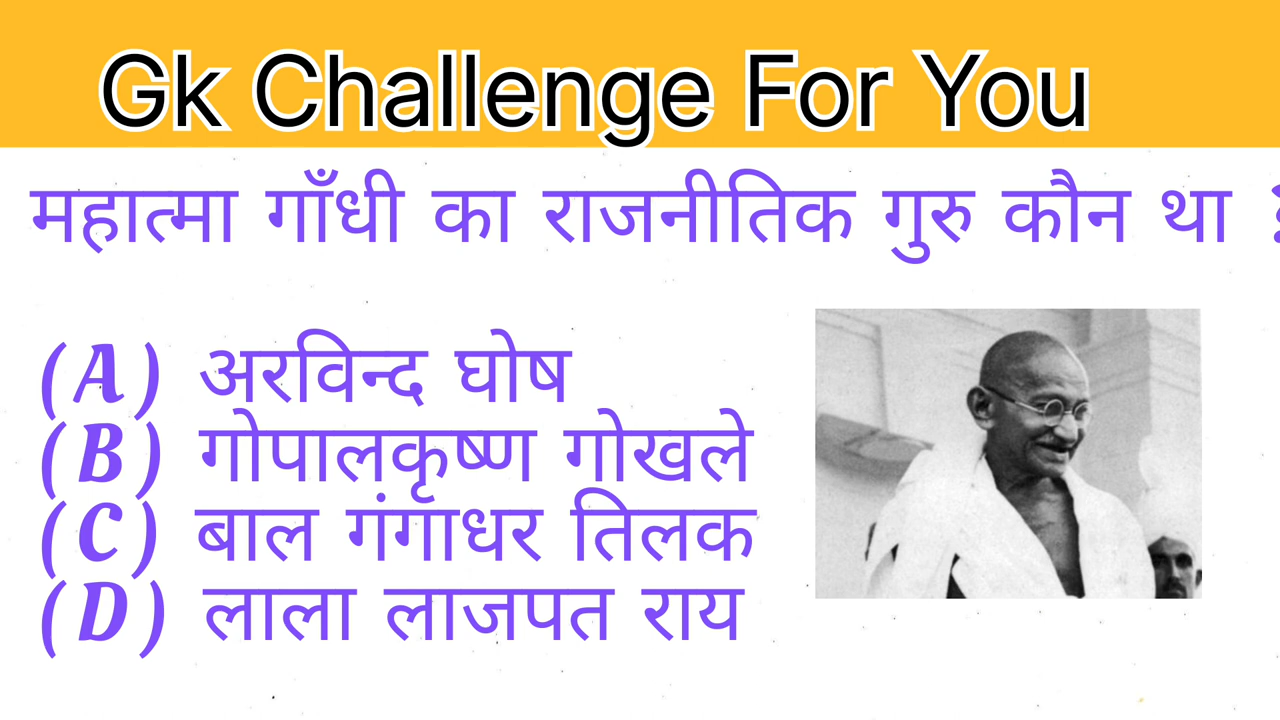 Gk Challenge For You
महात्मा गाँधी का राजनीतिक गुरु कौन था ?
(A) अरविन्द घोष
(B) गोपालकृष्ण गोखले
(C) बाल गंगाधर तिलक
(D) लाला लाजपत राय